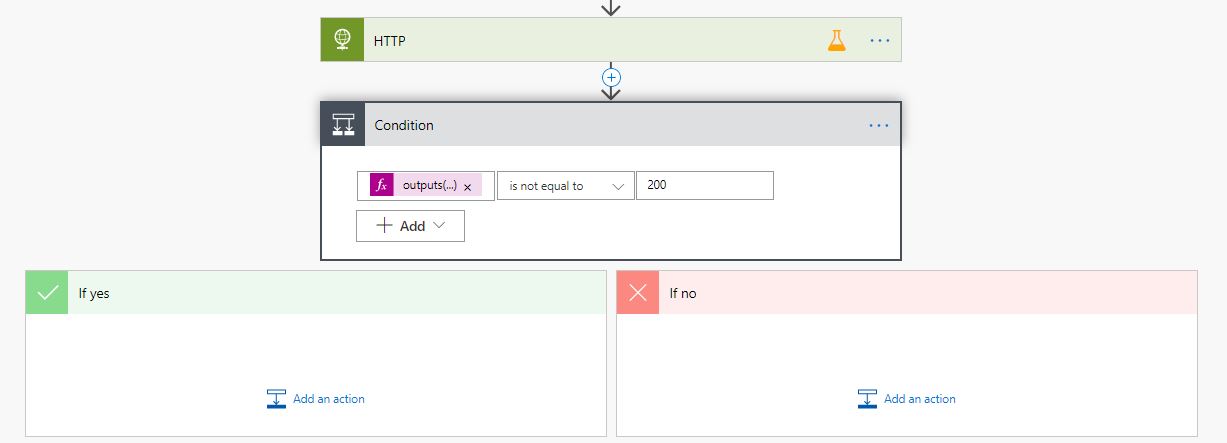 HTTP
Condition
fx outputs(...) × is not equal to 200
+ Add
If yes If no
Add an action Add an action